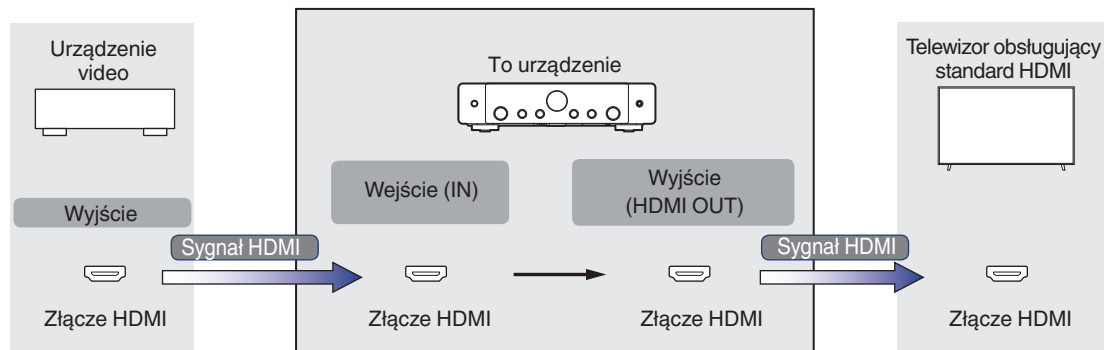 Urządzenie
video
To urządzenie
Telewizor obsługujący
standard HDMI
Wyjście
Wejście (IN)
Wyjście
(HDMI OUT)
Sygnał HDMI
Sygnał HDMI
Złącze HDMI
Złącze HDMI
Złącze HDMI
Złącze HDMI